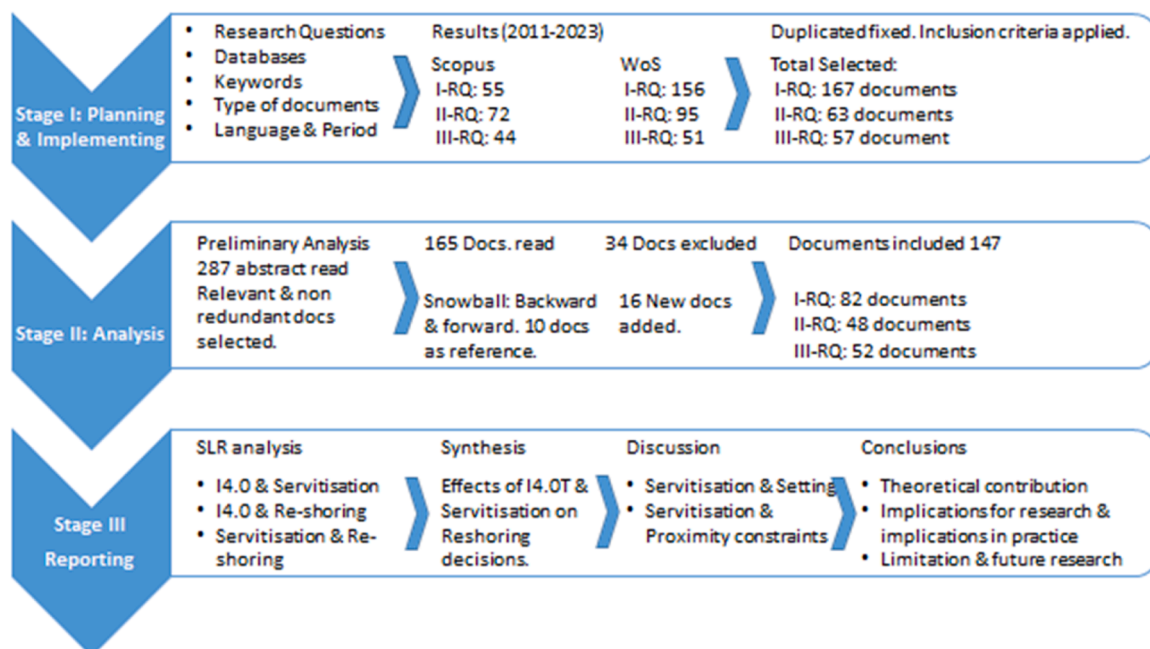 Stage I: Planning
& Implementing
• Research Questions
• Databases
• Keywords
• Type of documents
• Language & Period
Results (2011-2023)
Scopus
I-RQ: 55
II-RQ: 72
III-RQ: 44
WoS
I-RQ: 156
II-RQ: 95
III-RQ: 51
Duplicated fixed. Inclusion criteria applied.
Total Selected:
I-RQ: 167 documents
II-RQ: 63 documents
III-RQ: 57 document
Stage II: Analysis
Preliminary Analysis
287 abstract read
Relevant & non
redundant docs
selected.
165 Docs. read
Snowball: Backward
& forward. 10 docs
as reference.
34 Docs excluded
16 New docs
added.
Documents included 147
I-RQ: 82 documents
II-RQ: 48 documents
III-RQ: 52 documents
Stage III
Reporting
SLR analysis
• I4.0 & Servitisation
• I4.0 & Re-shoring
• Servitisation & Re-
shoring
Synthesis
Effects of I4.0T &
Servitisation on
Reshoring
decisions.
Discussion
• Servitisation & Setting
• Servitisation &
Proximity constraints
Conclusions
• Theoretical contribution
• Implications for research &
implications in practice
• Limitation & future research